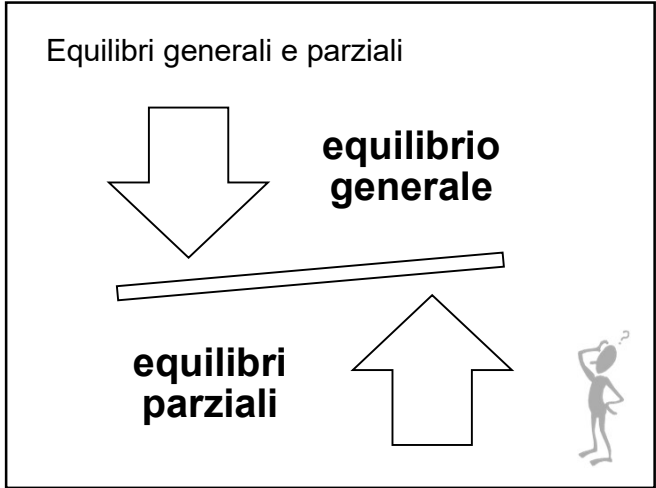 Equilibri generali e parziali
equilibrio
generale
equilibri
parziali
?